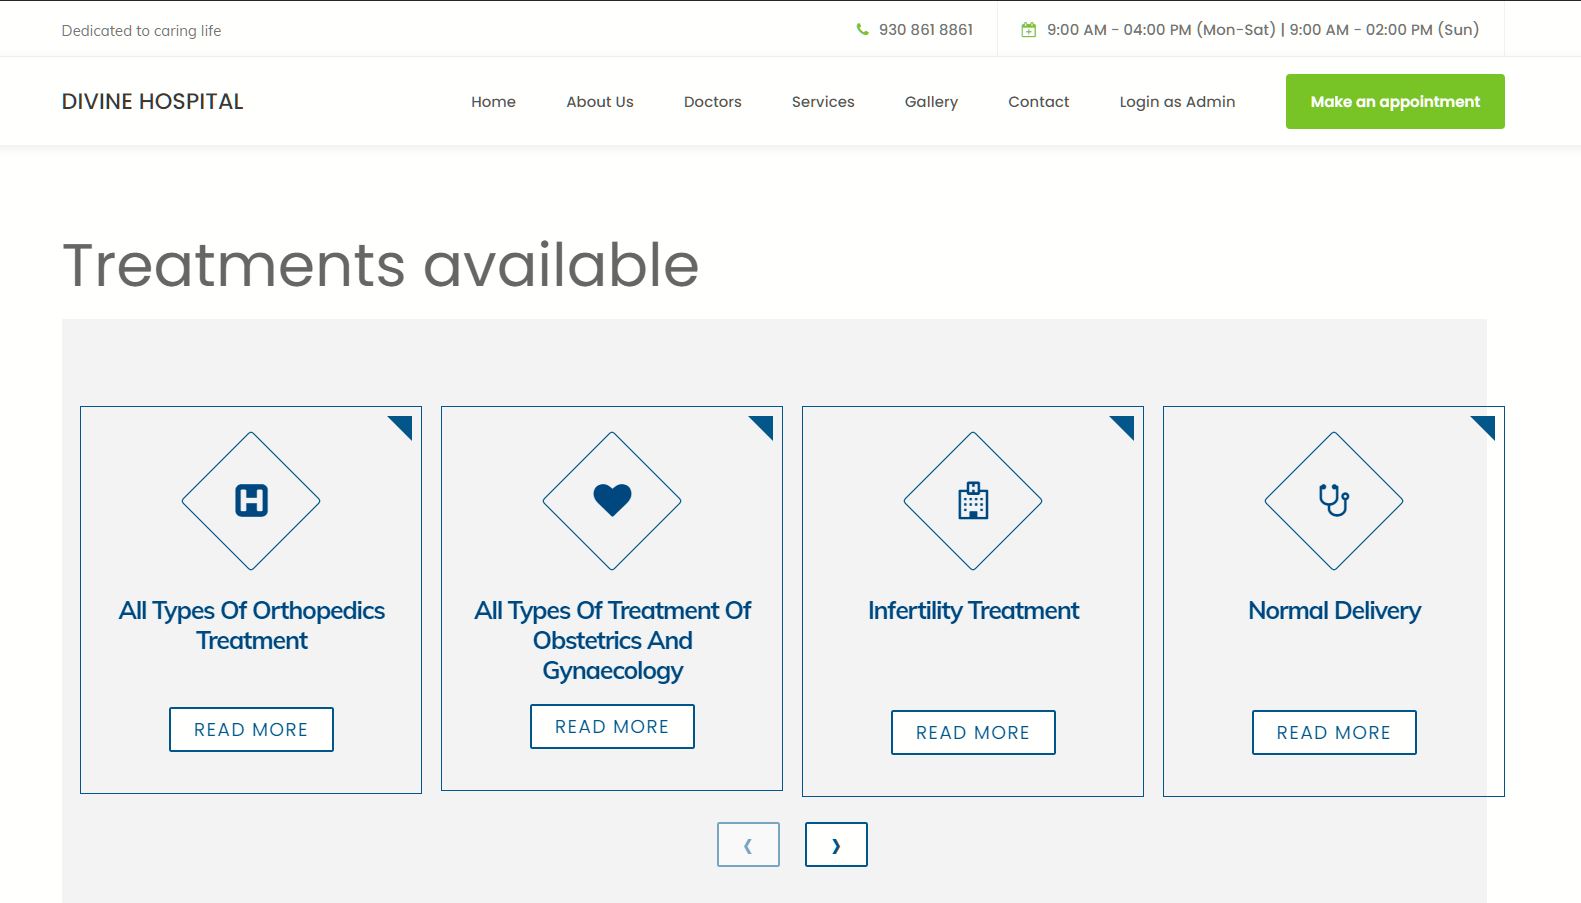 Dedicated to caring life
930 861 8861
9:00 AM - 04:00 PM (Mon-Sat) | 9:00 AM - 02:00 PM (Sun)
DIVINE HOSPITAL
Home
About Us
Doctors
Services
Gallery
Contact
Login as Admin
Make an appointment
Treatments available
H
All Types Of Orthopedics
Treatment
READ MORE
All Types Of Treatment Of
Obstetrics And
Gynaecology
READ MORE
H
Infertility Treatment
READ MORE
Normal Delivery
READ MORE
‹
›